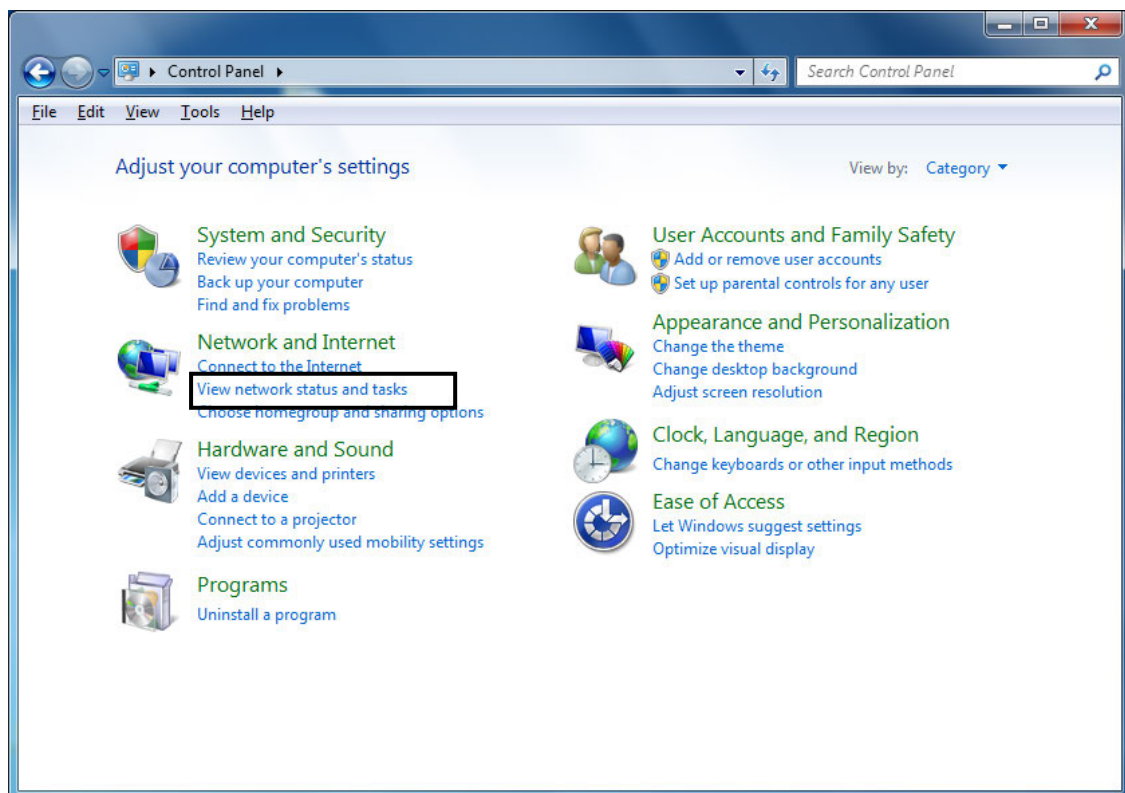 Control Panel
Search Control Panel
File Edit View Tools Help
Adjust your computer's settings
View by: Category
System and Security
Review your computer's status
Back up your computer
Find and fix problems
Network and Internet
Connect to the Internet
View network status and tasks
Choose homegroup and sharing options
Hardware and Sound
View devices and printers
Add a device
Connect to a projector
Adjust commonly used mobility settings
Programs
Uninstall a program
User Accounts and Family Safety
Add or remove user accounts
Set up parental controls for any user
Appearance and Personalization
Change the theme
Change desktop background
Adjust screen resolution
Clock, Language, and Region
Change keyboards or other input methods
Ease of Access
Let Windows suggest settings
Optimize visual display